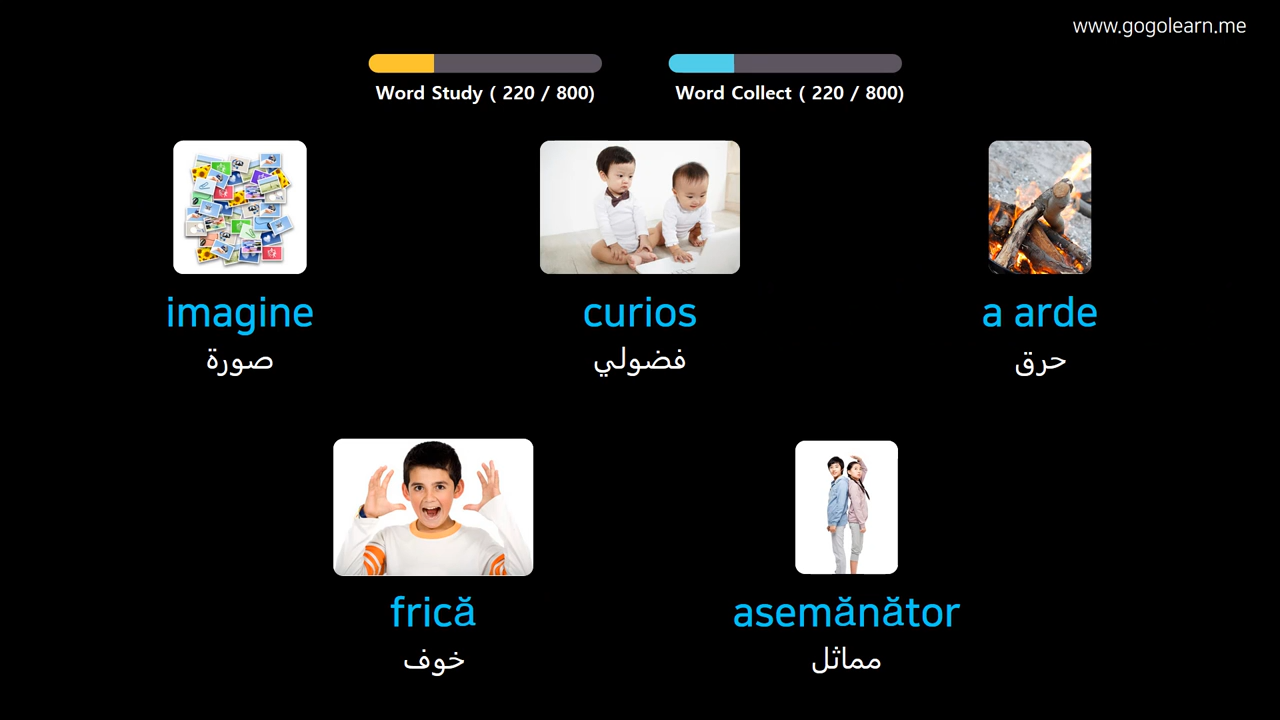 www.gogolearn.me
Word Study ( 220 / 800)
Word Collect ( 220 / 800)
imagine
صورة
curios
فضولي
a arde
حرق
frică
خوف
asemănător
مماثل